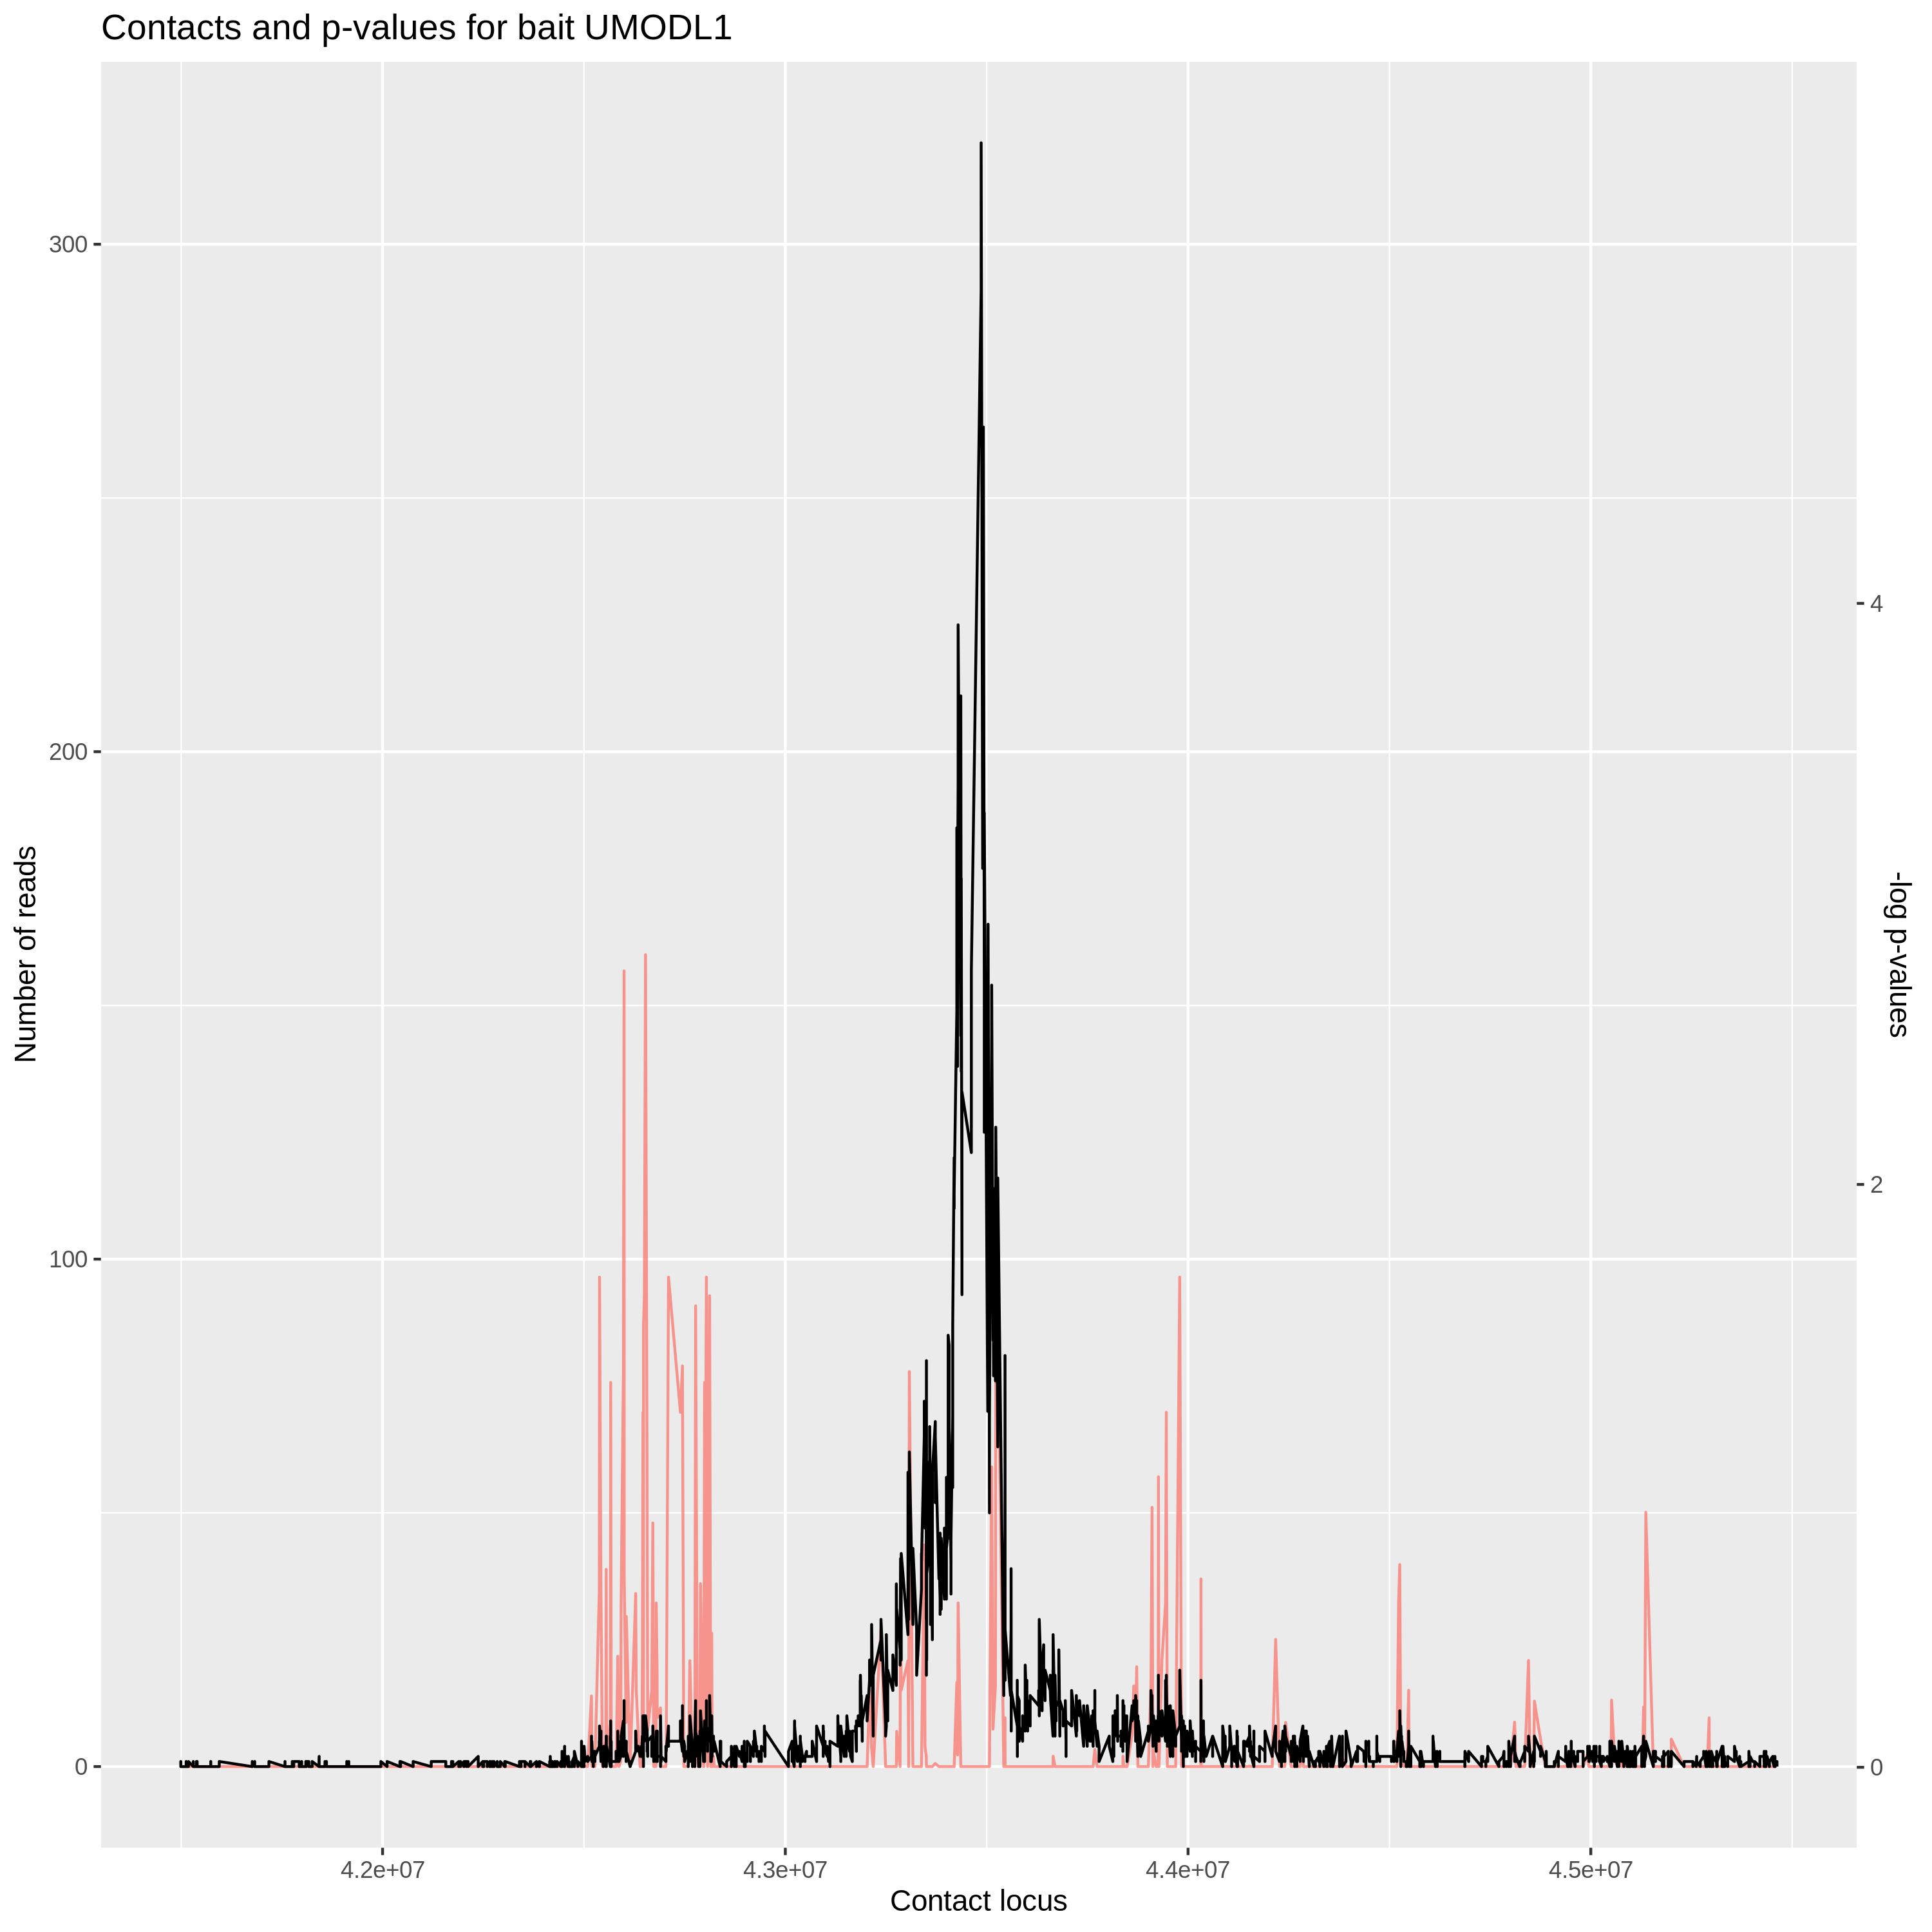 Contacts and p-values for bait UMODL1
300
200
100
0
Number of reads
4
2
0
-log p-values
4.2e+07
4.3e+07
4.4e+07
4.5e+07
Contact locus